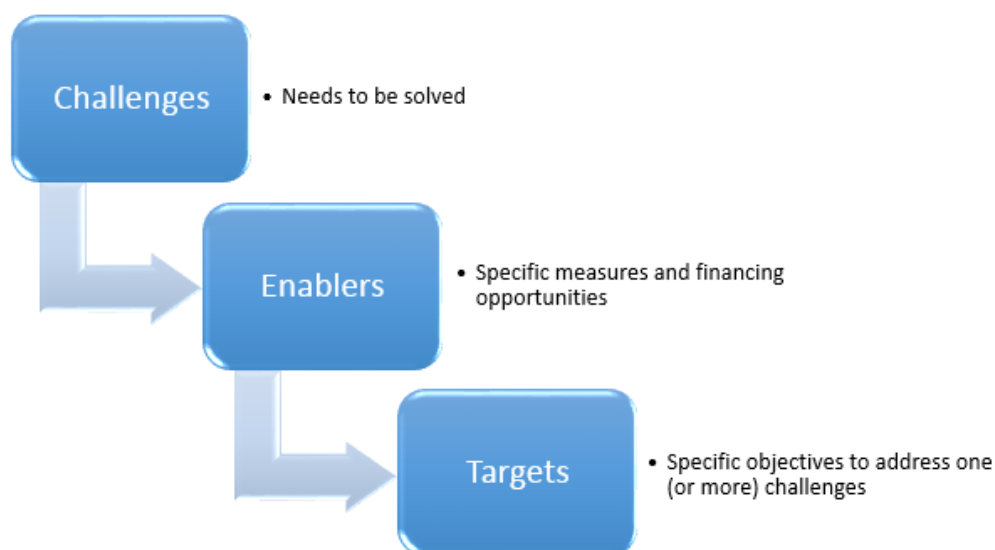 Challenges
• Needs to be solved
Enablers
• Specific measures and financing
opportunities
Targets
• Specific objectives to address one
(or more) challenges